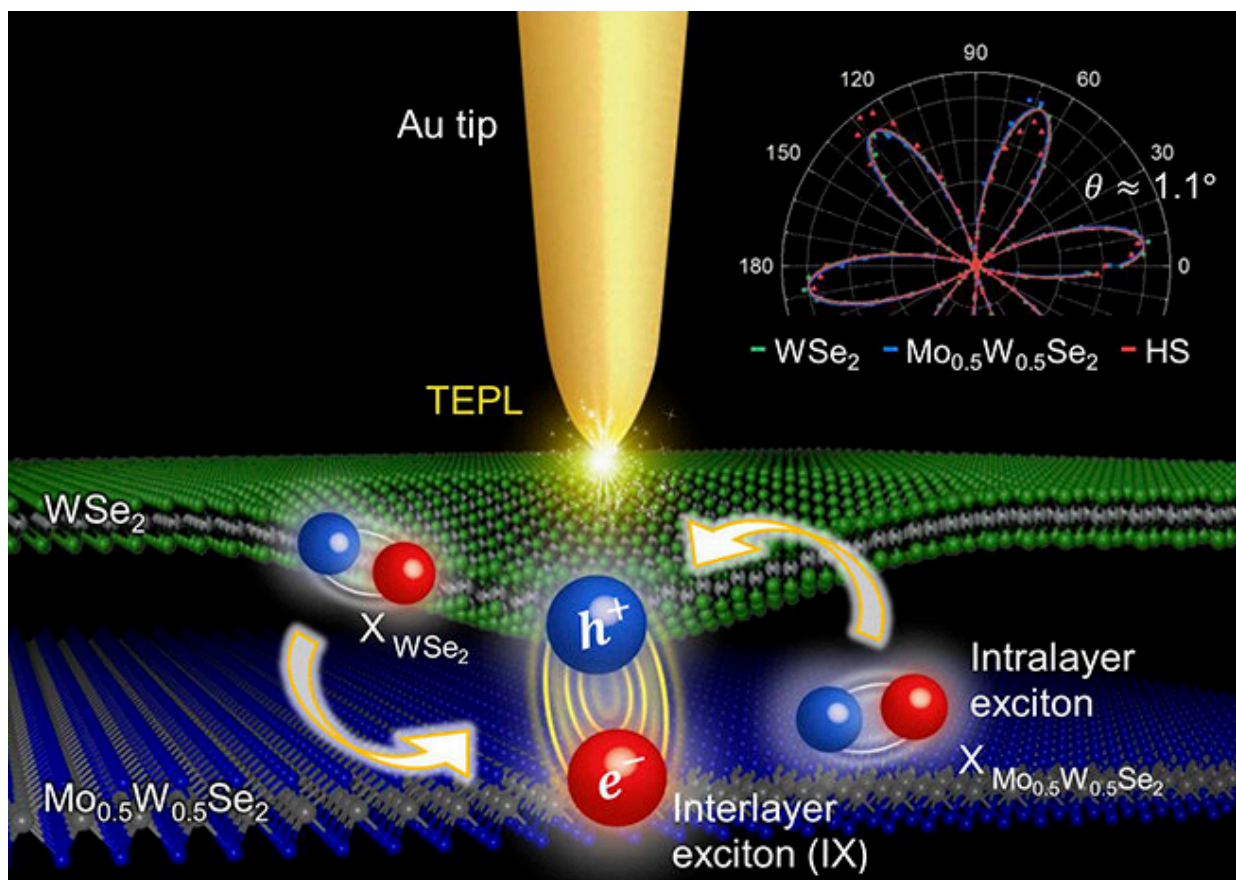 90
120
60
Au tip
150
30
θ ≈ 1.1°
180
0
WSe₂ Mo₀.₅W₀.₅Se₂ HS
TEPL
WSe₂
X WSe₂
h⁺
Intralayer
exciton
X Mo₀.₅W₀.₅Se₂
e⁻
Mo₀.₅W₀.₅Se₂
Interlayer
exciton (IX)